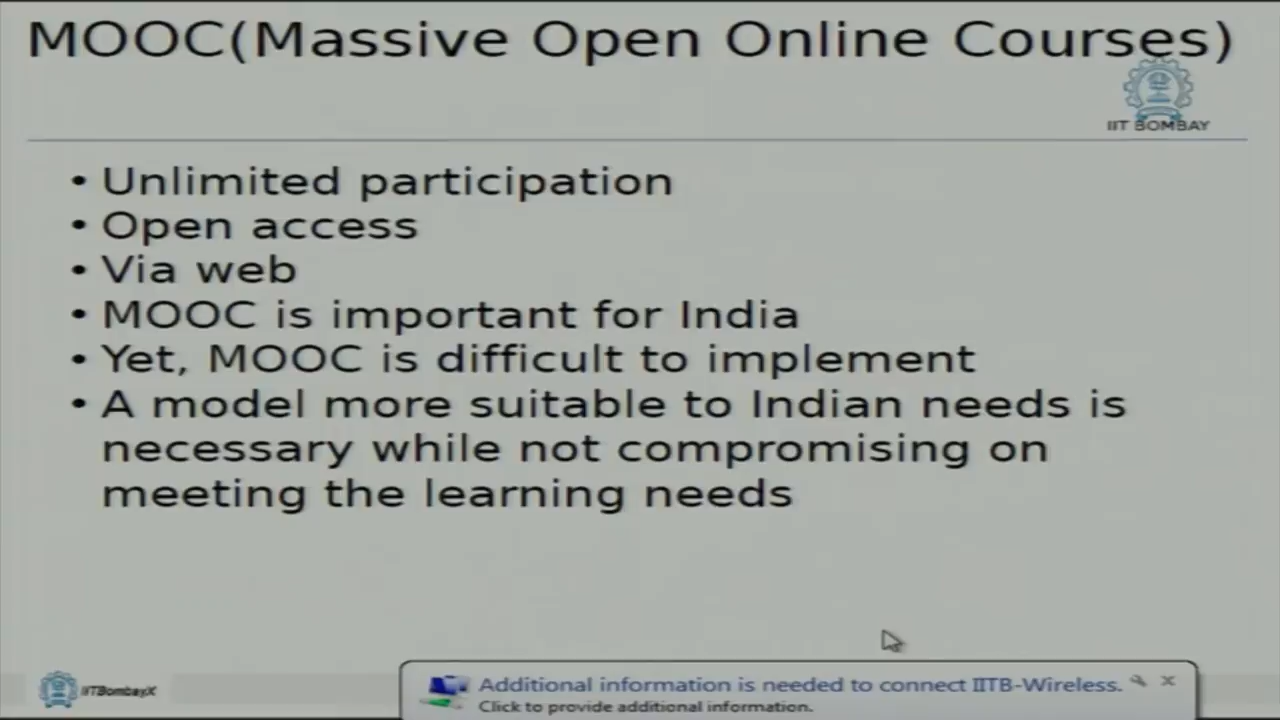 MOOC(Massive Open Online Courses)
IIT BOMBAY
• Unlimited participation
• Open access
• Via web
• MOOC is important for India
• Yet, MOOC is difficult to implement
• A model more suitable to Indian needs is
necessary while not compromising on
meeting the learning needs
IITBombayX
Additional information is needed to connect IITB-Wireless.
Click to provide additional information.